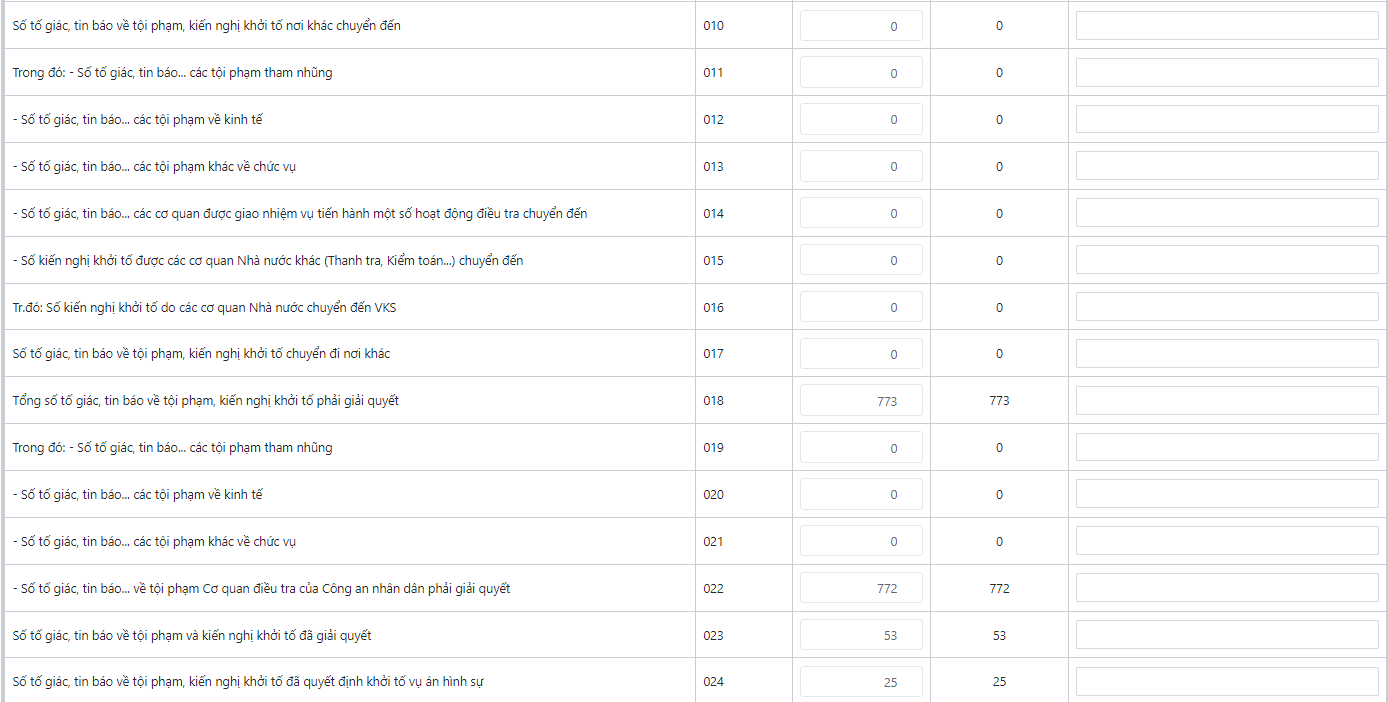 Số tố giác, tin báo về tội phạm, kiến nghị khởi tố nơi khác chuyển đến 010 0 0
Trong đó: - Số tố giác, tin báo... các tội phạm tham nhũng 011 0 0
- Số tố giác, tin báo... các tội phạm về kinh tế 012 0 0
- Số tố giác, tin báo... các tội phạm khác về chức vụ 013 0 0
- Số tố giác, tin báo... các cơ quan được giao nhiệm vụ tiến hành một số hoạt động điều tra chuyển đến 014 0 0
- Số kiến nghị khởi tố được các cơ quan Nhà nước khác (Thanh tra, Kiểm toán...) chuyển đến 015 0 0
Tr.đó: Số kiến nghị khởi tố do các cơ quan Nhà nước chuyển đến VKS 016 0 0
Số tố giác, tin báo về tội phạm, kiến nghị khởi tố chuyển đi nơi khác 017 0 0
Tổng số tố giác, tin báo về tội phạm, kiến nghị khởi tố phải giải quyết 018 773 773
Trong đó: - Số tố giác, tin báo... các tội phạm tham nhũng 019 0 0
- Số tố giác, tin báo... các tội phạm về kinh tế 020 0 0
- Số tố giác, tin báo... các tội phạm khác về chức vụ 021 0 0
- Số tố giác, tin báo... về tội phạm Cơ quan điều tra của Công an nhân dân phải giải quyết 022 772 772
Số tố giác, tin báo về tội phạm và kiến nghị khởi tố đã giải quyết 023 53 53
Số tố giác, tin báo về tội phạm, kiến nghị khởi tố đã quyết định khởi tố vụ án hình sự 024 25 25